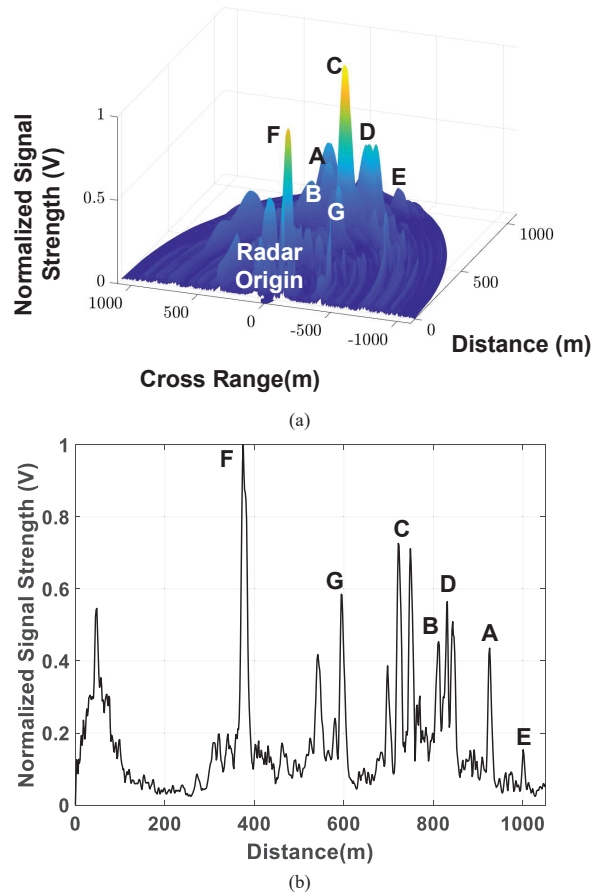 C
F
D
A
B
E
G
Radar
Origin
Normalized Signal
Strength (V)
1
0.5
0
1000
500
0
-500
-1000
0
500
1000
Distance (m)
Cross Range(m)
(a)
Normalized Signal Strength (V)
1
0.8
0.6
0.4
0.2
0
F
G
C
D
B
A
E
0
200
400
600
800
1000
Distance(m)
(b)